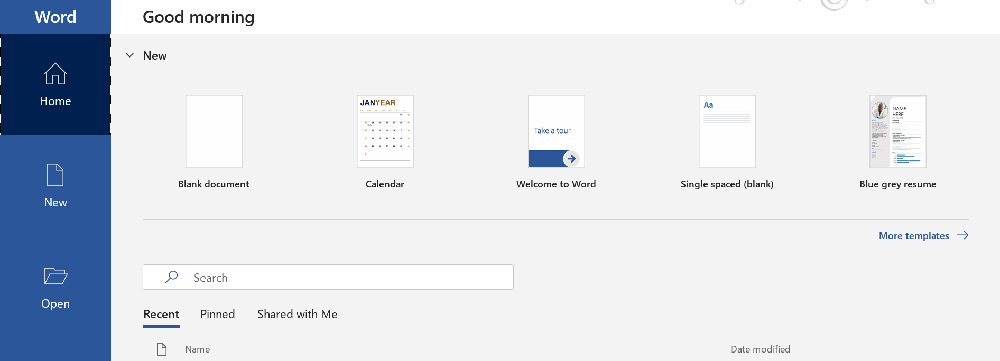 Word
Good morning
Home
New
Open
New
JANYEAR
Take a tour
Aa
NAME
HERE
Blank document
Calendar
Welcome to Word
Single spaced (blank)
Blue grey resume
More templates
Search
Recent Pinned Shared with Me
Name Date modified